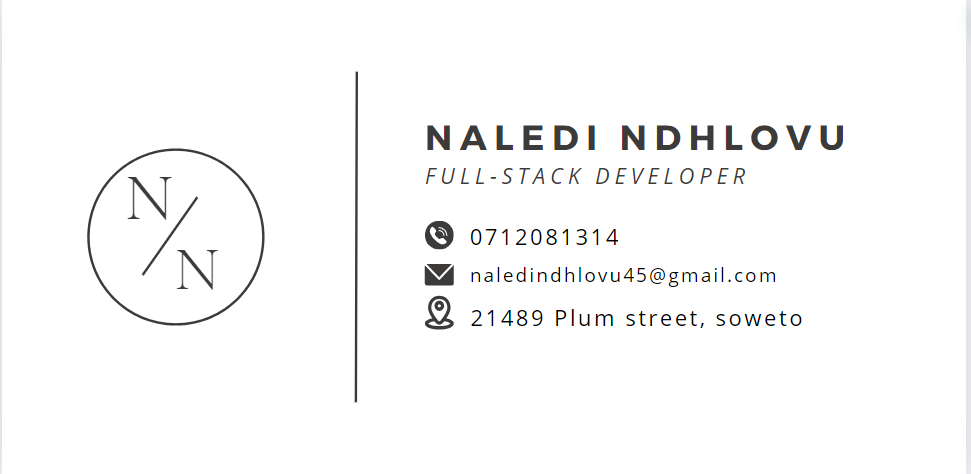 N
N
NALEDI NDHLOVU
FULL-STACK DEVELOPER
0712081314
naledindhlovu45@gmail.com
21489 Plum street, soweto